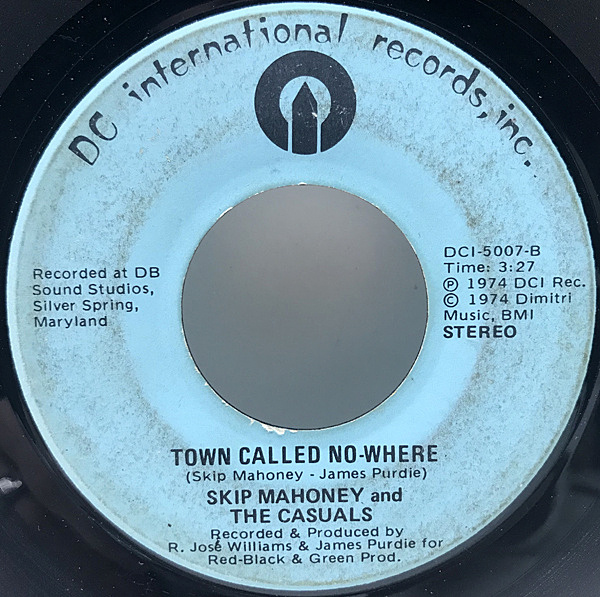 DC international records, inc.
Recorded at DB
Sound Studios,
Silver Spring,
Maryland
DCI-5007-B
Time: 3:27
℗ 1974 DCI Rec.
© 1974 Dimitri
Music, BMI
STEREO
TOWN CALLED NO-WHERE
(Skip Mahoney - James Purdie)
SKIP MAHONEY and
THE CASUALS
Recorded & Produced by
R. José Williams & James Purdie for
Red-Black & Green Prod.